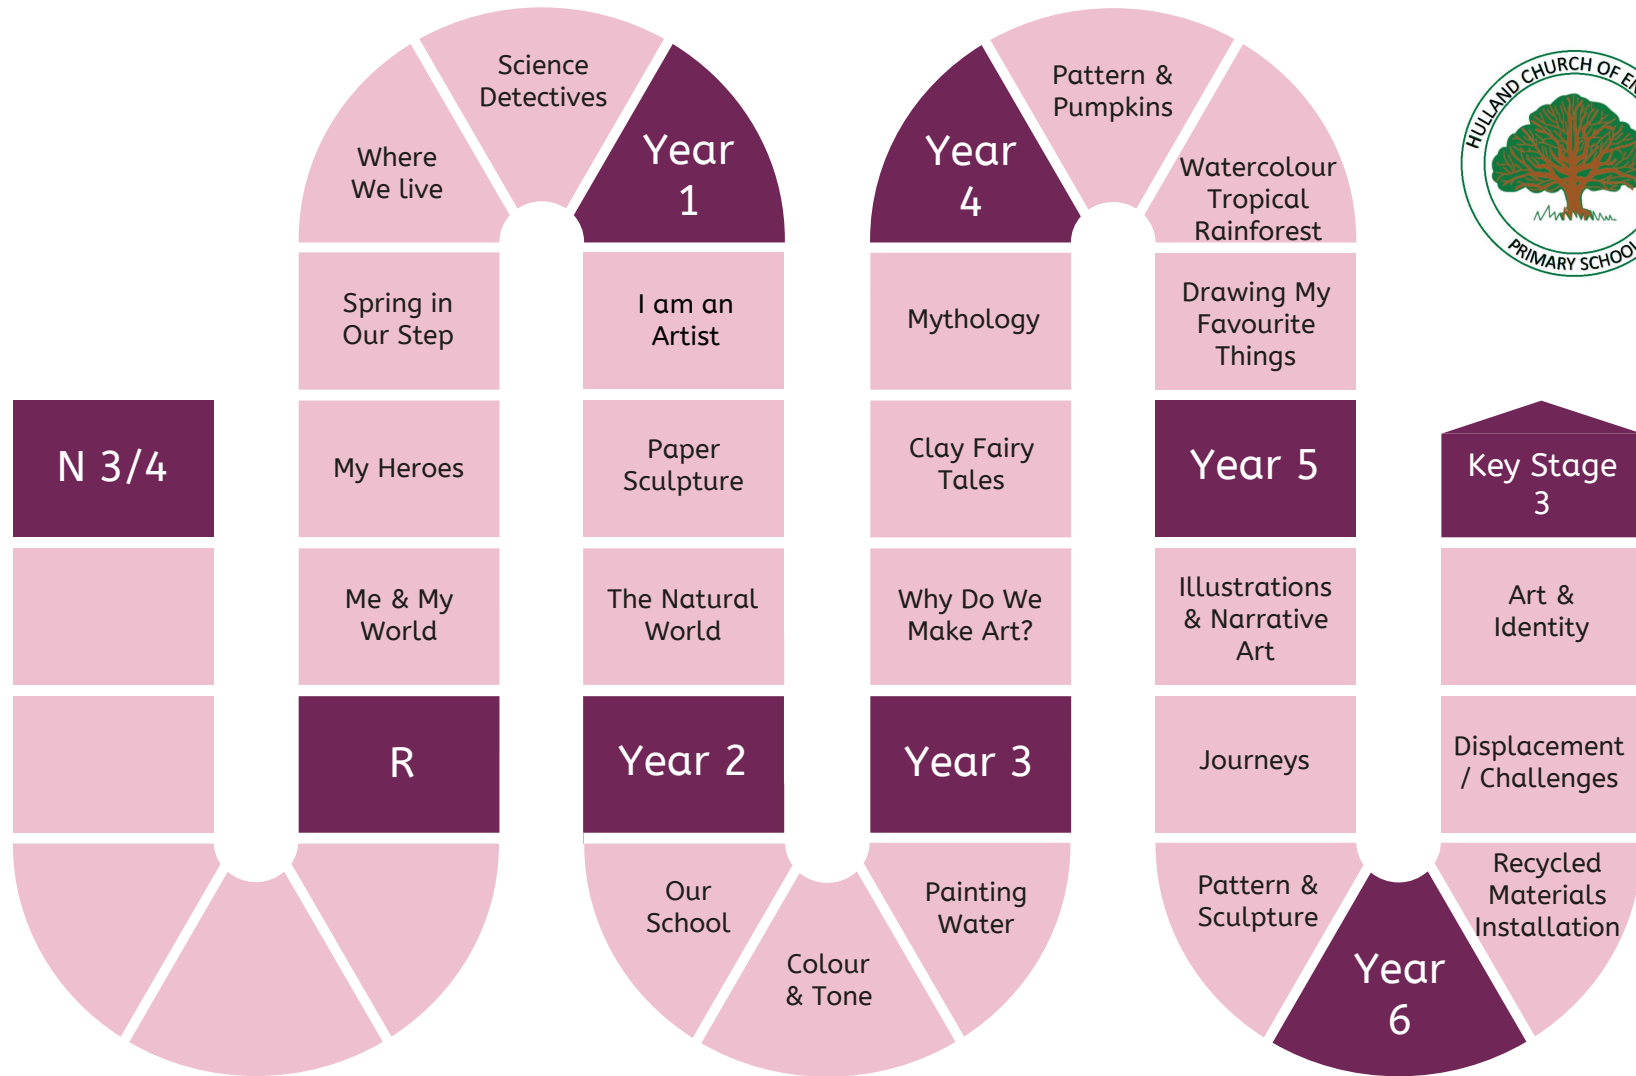 N 3/4
R
Me & My
World
My Heroes
Spring in
Our Step
Where
We live
Science
Detectives
Year
1
I am an
Artist
Paper
Sculpture
The Natural
World
Year 2
Our
School
Colour
& Tone
Painting
Water
Year 3
Why Do We
Make Art?
Clay Fairy
Tales
Mythology
Year
4
Pattern &
Pumpkins
Watercolour
Tropical
Rainforest
Drawing My
Favourite
Things
Year 5
Illustrations
& Narrative
Art
Journeys
Pattern &
Sculpture
Year
6
Recycled
Materials
Installation
Displacement
/ Challenges
Art &
Identity
Key Stage
3
HULLAND CHURCH OF
PRIMARY SCHOOL